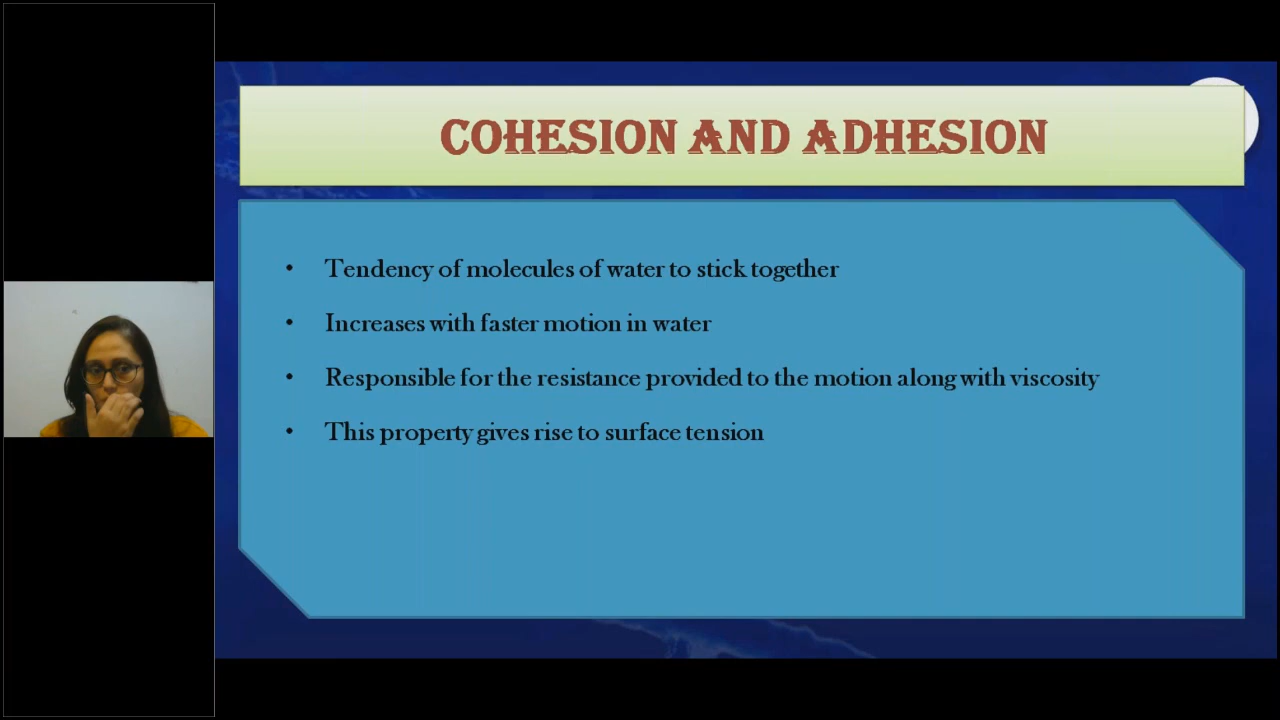 COHESION AND ADHESION
• Tendency of molecules of water to stick together
• Increases with faster motion in water
• Responsible for the resistance provided to the motion along with viscosity
• This property gives rise to surface tension